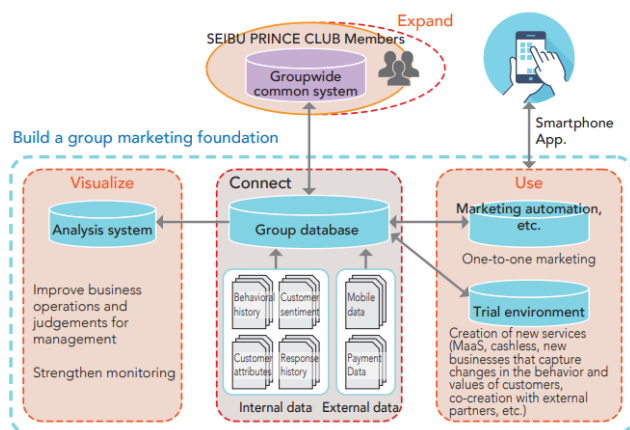 Expand
SEIBU PRINCE CLUB Members
Groupwide
common system
Smartphone
App.
Build a group marketing foundation
Visualize
Analysis system
Improve business
operations and
judgements for
management
Strengthen monitoring
Connect
Group database
Behavioral
history
Customer
sentiment
Customer
attributes
Response
history
Mobile
data
Payment
Data
Internal data
External data
Use
Marketing automation,
etc.
One-to-one marketing
Trial environment
Creation of new services
(MaaS, cashless, new
businesses that capture
changes in the behavior and
values of customers,
co-creation with external
partners, etc.)